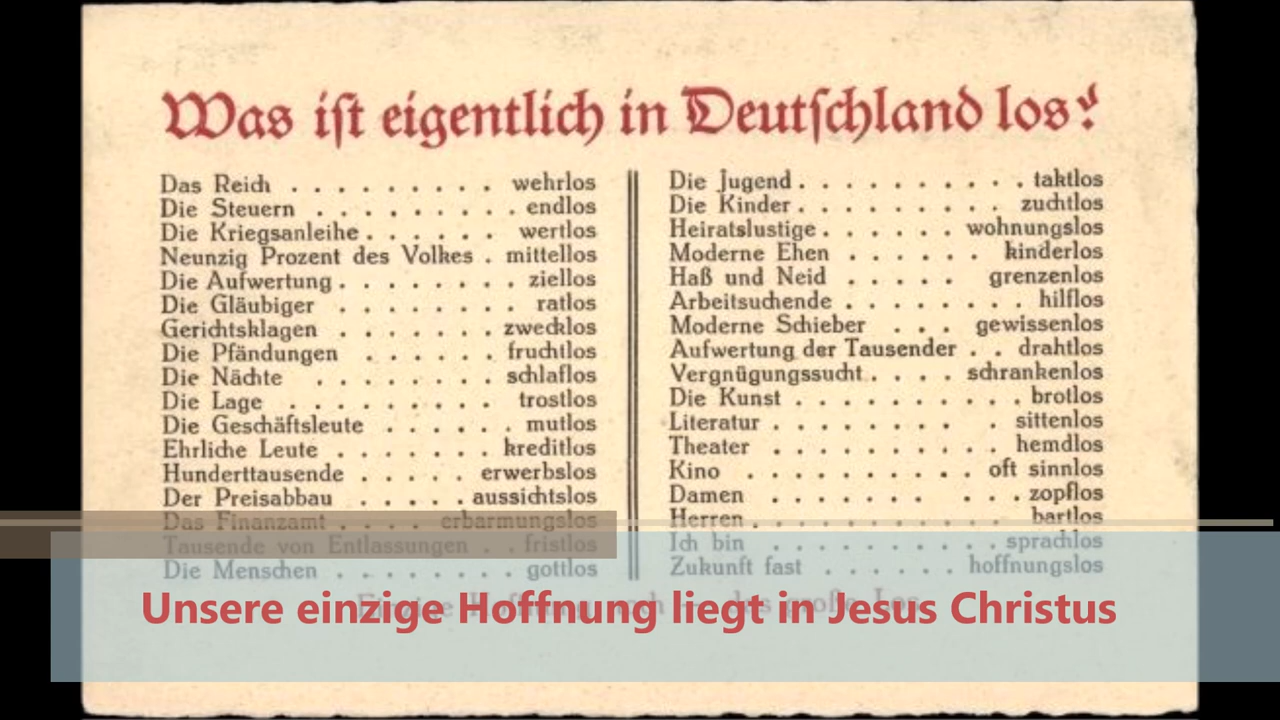 Was ist eigentlich in Deutschland los?
Das Reich . . . . . . . . . wehrlos
Die Steuern . . . . . . . . . endlos
Die Kriegsanleihe . . . . . . wertlos
Neunzig Prozent des Volkes . mittellos
Die Aufwertung . . . . . . . . ziellos
Die Gläubiger . . . . . . . ratlos
Gerichtsklagen . . . . . . . zwecklos
Die Pfändungen . . . . . . fruchtlos
Die Nächte . . . . . . . . schlaflos
Die Lage . . . . . . . . . trostlos
Die Geschäftsleute . . . . . . mutlos
Ehrliche Leute . . . . . . . kreditlos
Hunderttausende . . . . . erwerbslos
Der Preisabbau . . . . . aussichtslos
Das Finanzamt . . . . erbarmungslos
Tausende von Entlassungen . . fristlos
Die Menschen . . . . . . . . gottlos
Die Jugend . . . . . . . . . . . taktlos
Die Kinder . . . . . . . . . zuchtlos
Heiratslustige . . . . . . wohnungslos
Moderne Ehen . . . . . . kinderlos
Haß und Neid . . . . . grenzenlos
Arbeitsuchende . . . . . . . . hilflos
Moderne Schieber . . . gewissenlos
Aufwertung der Tausender . . drahtlos
Vergnügungssucht . . . . schrankenlos
Die Kunst . . . . . . . . . . brotlos
Literatur . . . . . . . . . sittenlos
Theater . . . . . . . . . hemdlos
Kino . . . . . . . . . . oft sinnlos
Damen . . . . . . . . . . zopflos
Herren . . . . . . . . . . . bartlos
Ich bin . . . . . . . . . . sprachlos
Zukunft fast . . . . . . hoffnungslos
Unsere einzige Hoffnung liegt in Jesus Christus